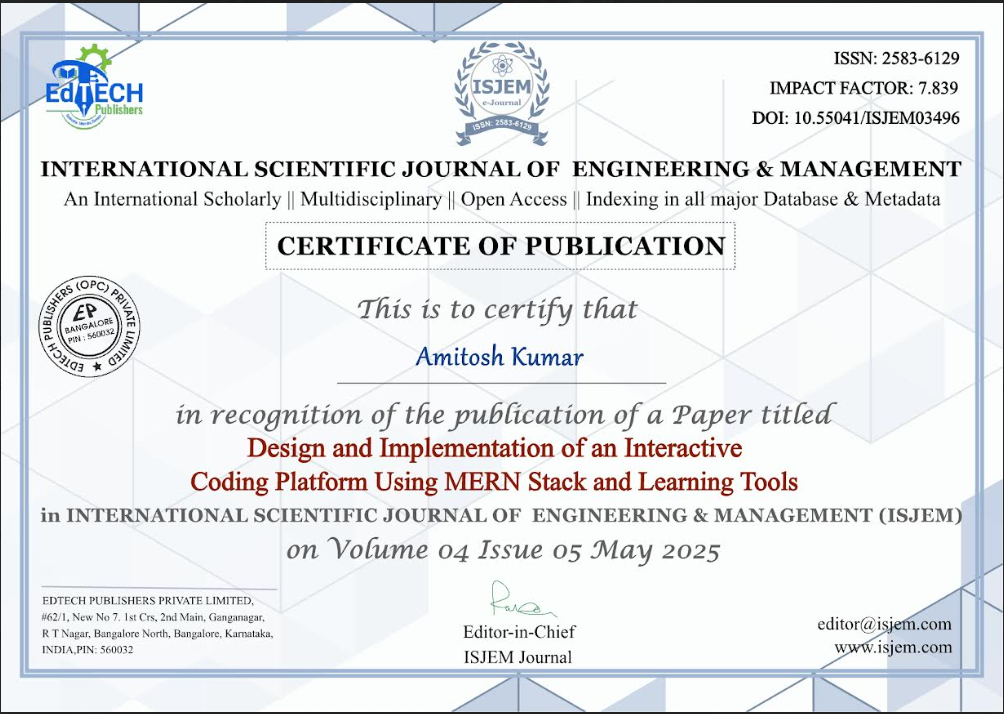 EdTECH
Publishers
ISJEM
e-Journal
ISSN: 2583-6129
ISSN: 2583-6129
IMPACT FACTOR: 7.839
DOI: 10.55041/ISJEM03496
INTERNATIONAL SCIENTIFIC JOURNAL OF ENGINEERING & MANAGEMENT
An International Scholarly || Multidisciplinary || Open Access || Indexing in all major Database & Metadata
CERTIFICATE OF PUBLICATION
EDTECH PUBLISHERS (OPC) PRIVATE LIMITED
EP
BANGALORE
PIN : 560032
This is to certify that
Amitosh Kumar
in recognition of the publication of a Paper titled
Design and Implementation of an Interactive
Coding Platform Using MERN Stack and Learning Tools
in INTERNATIONAL SCIENTIFIC JOURNAL OF ENGINEERING & MANAGEMENT (ISJEM)
on Volume 04 Issue 05 May 2025
EDTECH PUBLISHERS PRIVATE LIMITED,
#62/1, New No 7. 1st Crs, 2nd Main, Ganganagar,
R T Nagar, Bangalore North, Bangalore, Karnataka,
INDIA,PIN: 560032
Editor-in-Chief
ISJEM Journal
editor@isjem.com
www.isjem.com